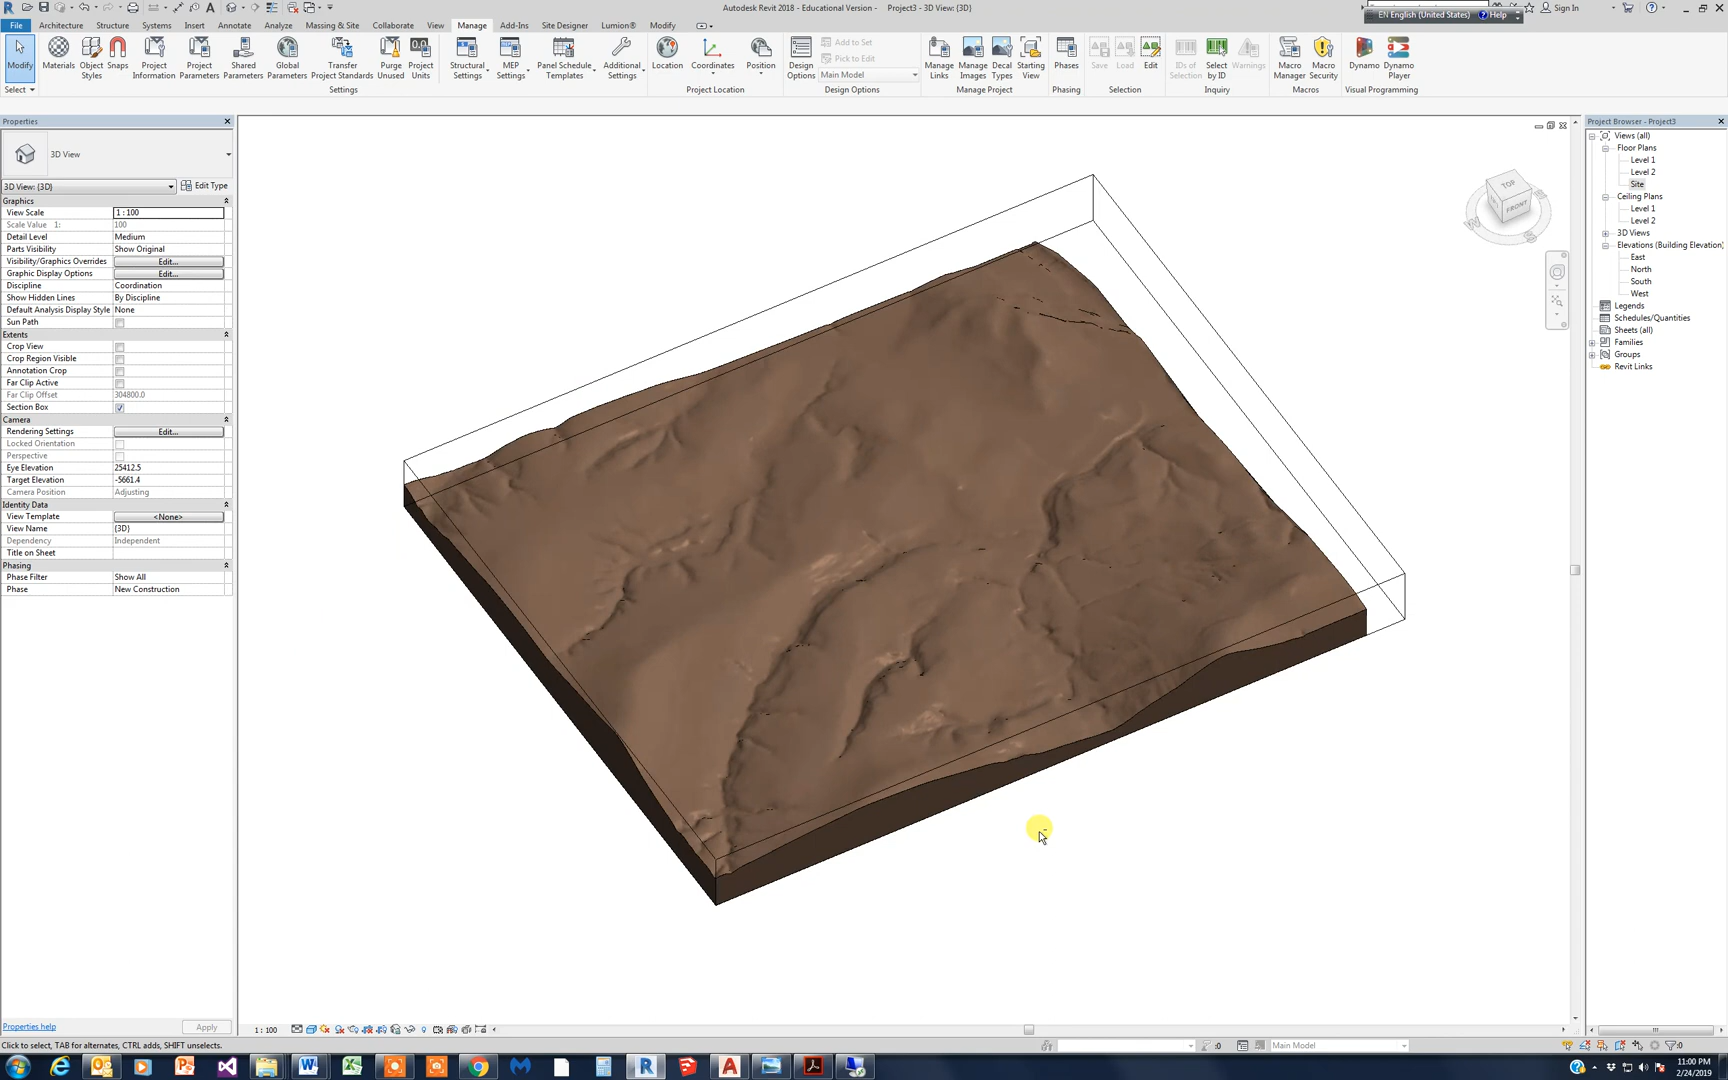 Autodesk Revit 2018 - Educational Version - Project3 - 3D View: {3D}
Sign In
EN English (United States) Help
File Architecture Structure Systems Insert Annotate Analyze Massing & Site Collaborate View Manage Add-Ins Site Designer Lumion® Modify
Modify
Materials
Object Styles
Snaps
Project Information
Project Parameters
Shared Parameters
Global Parameters
Transfer Project Standards
Purge Unused
Project Units
Structural Settings
MEP Settings
Panel Schedule Templates
Additional Settings
Location
Coordinates
Position
Design Options
Add to Set
Pick to Edit
Main Model
Manage Links
Manage Images
Decal Types
Starting View
Phases
Save
Load
Edit
IDs of Selection
Select by ID
Warnings
Macro Manager
Macro Security
Dynamo
Dynamo Player
Select
Settings
Project Location
Design Options
Manage Project
Phasing
Selection
Inquiry
Macros
Visual Programming
Properties
3D View
3D View: {3D}
Edit Type
Graphics
View Scale 1 : 100
Scale Value 1: 100
Detail Level Medium
Parts Visibility Show Original
Visibility/Graphics Overrides Edit...
Graphic Display Options Edit...
Discipline Coordination
Show Hidden Lines By Discipline
Default Analysis Display Style None
Sun Path
Extents
Crop View
Crop Region Visible
Annotation Crop
Far Clip Active
Far Clip Offset 304800.0
Section Box
Camera
Rendering Settings Edit...
Locked Orientation
Perspective
Eye Elevation 25412.5
Target Elevation -5661.4
Camera Position Adjusting
Identity Data
View Template <None>
View Name {3D}
Dependency Independent
Title on Sheet
Phasing
Phase Filter Show All
Phase New Construction
Properties help
Apply
TOP
FRONT
W
S
Project Browser - Project3
Views (all)
Floor Plans
Level 1
Level 2
Site
Ceiling Plans
Level 1
Level 2
3D Views
Elevations (Building Elevation)
East
North
South
West
Legends
Schedules/Quantities
Sheets (all)
Families
Groups
Revit Links
1 : 100
Click to select, TAB for alternates, CTRL adds, SHIFT unselects.
:0
Main Model
:0
11:00 PM
2/24/2019